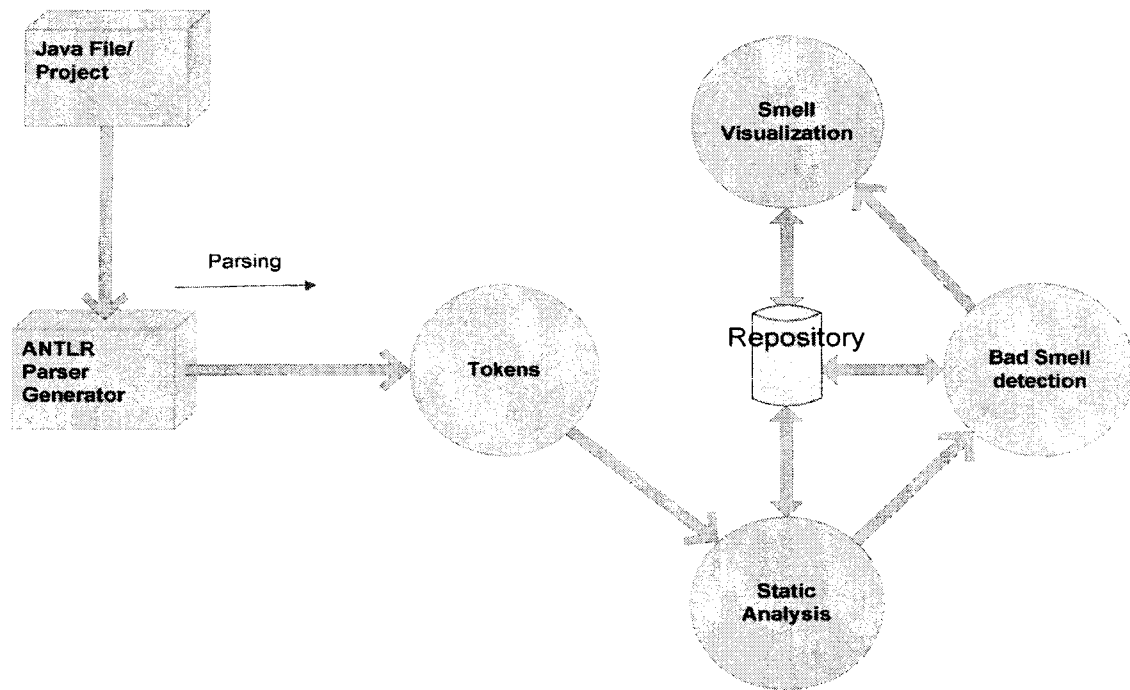 Java File/
Project
Smell
Visualization
Parsing
Repository
ANTLR
Parser
Generator
Tokens
Bad Smell
detection
Static
Analysis